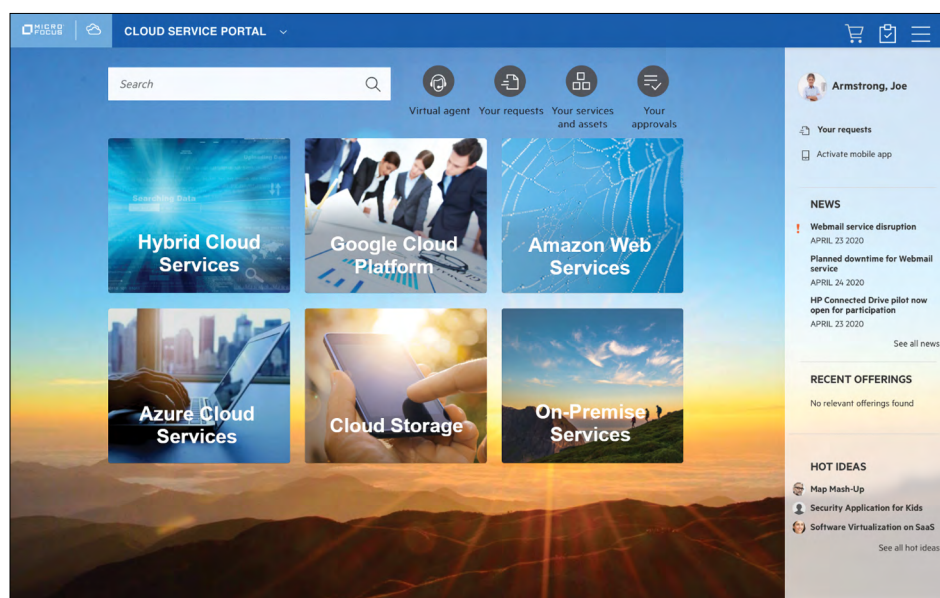 MICRO
FOCUS
CLOUD SERVICE PORTAL
Search
Virtual agent
Your requests
Your services
and assets
Your
approvals
Searching Data
Hybrid Cloud
Services
Google Cloud
Platform
Amazon Web
Services
Azure Cloud
Services
Cloud Storage
On-Premise
Services
Armstrong, Joe
Your requests
Activate mobile app
NEWS
! Webmail service disruption
APRIL 23 2020
Planned downtime for Webmail
service
APRIL 24 2020
HP Connected Drive pilot now
open for participation
APRIL 23 2020
See all news
RECENT OFFERINGS
No relevant offerings found
HOT IDEAS
Map Mash-Up
Security Application for Kids
Software Virtualization on SaaS
See all hot ideas